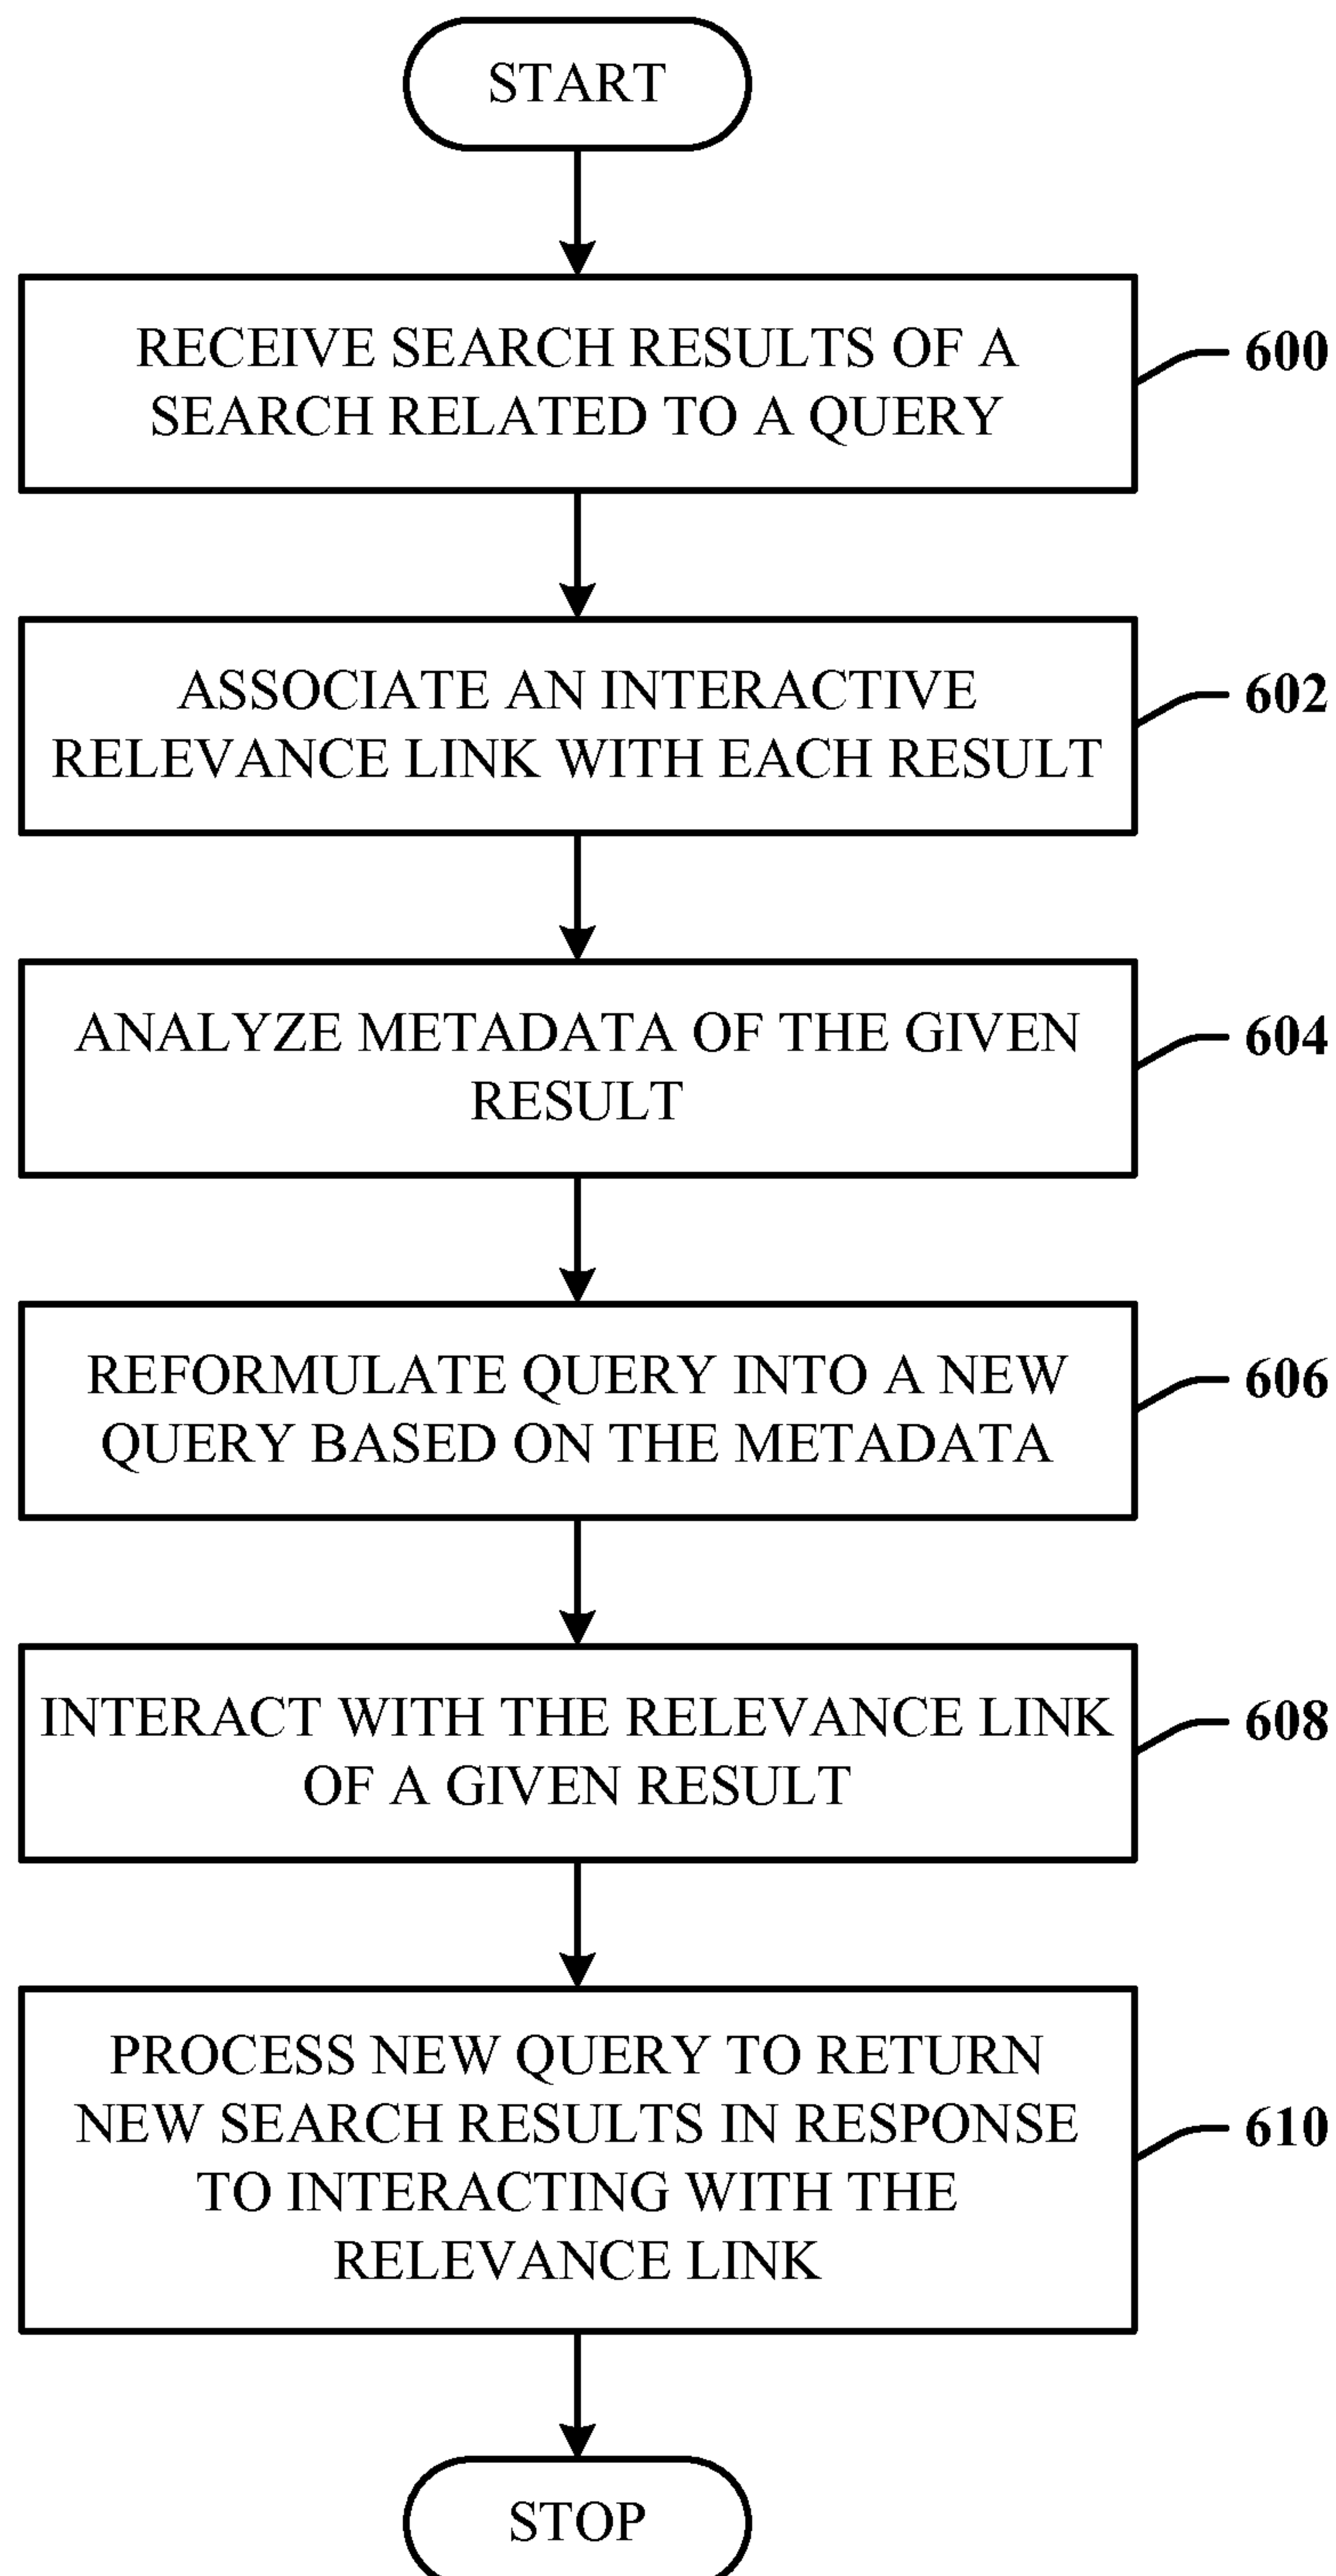 START
RECEIVE SEARCH RESULTS OF A
SEARCH RELATED TO A QUERY
600
ASSOCIATE AN INTERACTIVE
RELEVANCE LINK WITH EACH RESULT
602
ANALYZE METADATA OF THE GIVEN
RESULT
604
REFORMULATE QUERY INTO A NEW
QUERY BASED ON THE METADATA
606
INTERACT WITH THE RELEVANCE LINK
OF A GIVEN RESULT
608
PROCESS NEW QUERY TO RETURN
NEW SEARCH RESULTS IN RESPONSE
TO INTERACTING WITH THE
RELEVANCE LINK
610
STOP